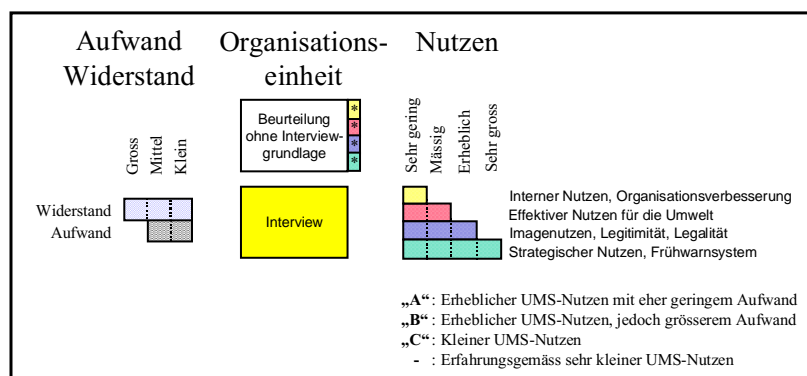 Aufwand
Widerstand
Organisations-
einheit
Nutzen
Gross
Mittel
Klein
Beurteilung
ohne Interview-
grundlage
*
*
*
*
Sehr gering
Mässig
Erheblich
Sehr gross
Widerstand
Aufwand
Interview
Interner Nutzen, Organisationsverbesserung
Effektiver Nutzen für die Umwelt
Imagenutzen, Legitimität, Legalität
Strategischer Nutzen, Frühwarnsystem
„A“ : Erheblicher UMS-Nutzen mit eher geringem Aufwand
„B“ : Erheblicher UMS-Nutzen, jedoch grösserem Aufwand
„C“ : Kleiner UMS-Nutzen
- : Erfahrungsgemäss sehr kleiner UMS-Nutzen